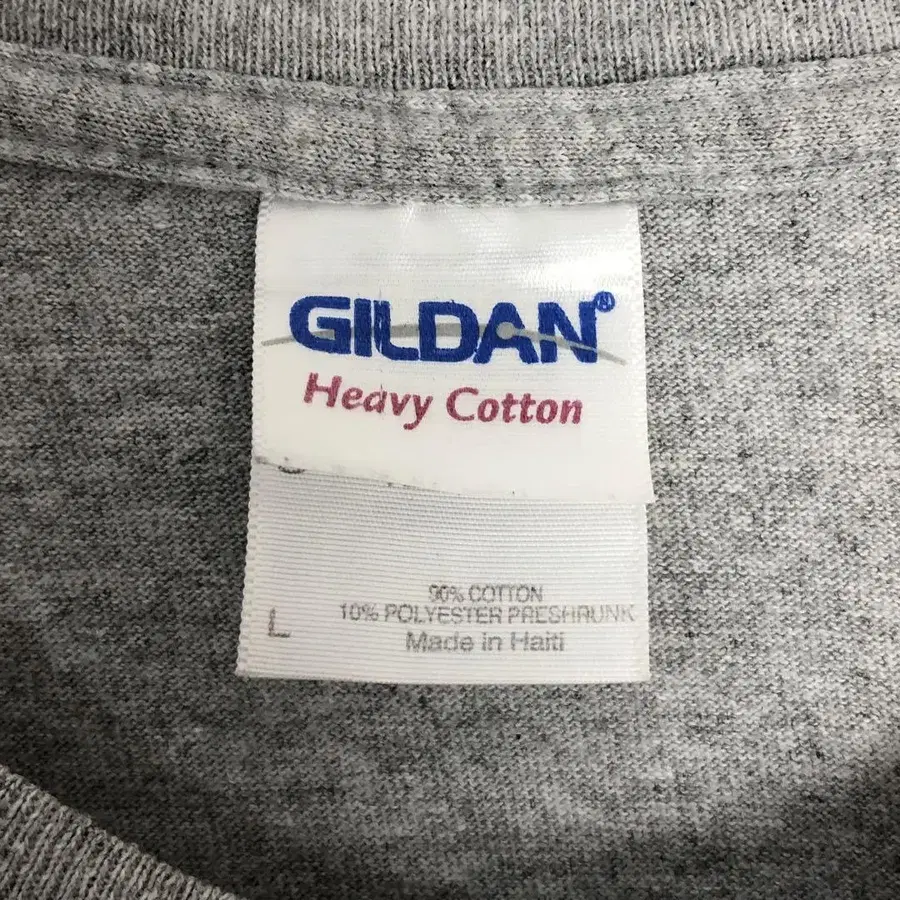 GILDAN®
Heavy Cotton
90% COTTON
10% POLYESTER PRESHRUNK
L
Made in Haiti